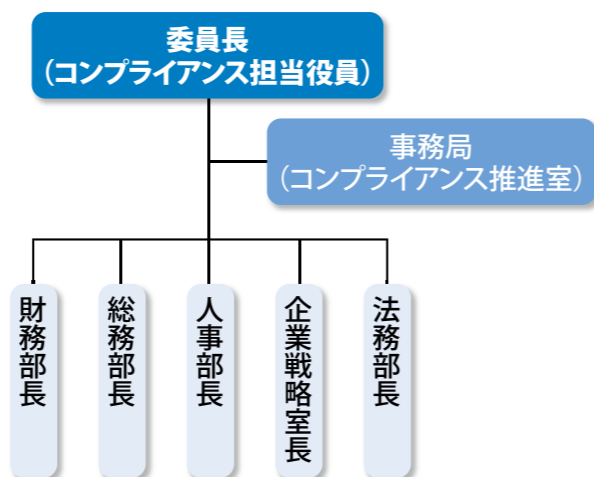 委員長
（コンプライアンス担当役員）
事務局
（コンプライアンス推進室）
財務部長
総務部長
人事部長
企業戦略室長
法務部長